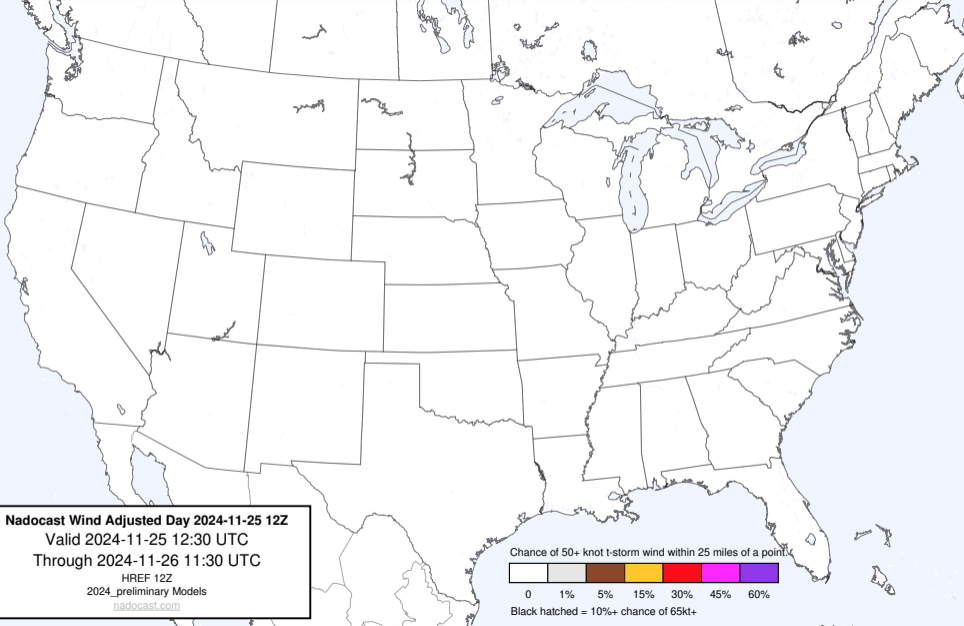 Nadocast Wind Adjusted Day 2024-11-25 12Z
Valid 2024-11-25 12:30 UTC
Through 2024-11-26 11:30 UTC
HREF 12Z
2024_preliminary Models
nadocast.com
Chance of 50+ knot t-storm wind within 25 miles of a point.
0 1% 5% 15% 30% 45% 60%
Black hatched = 10%+ chance of 65kt+